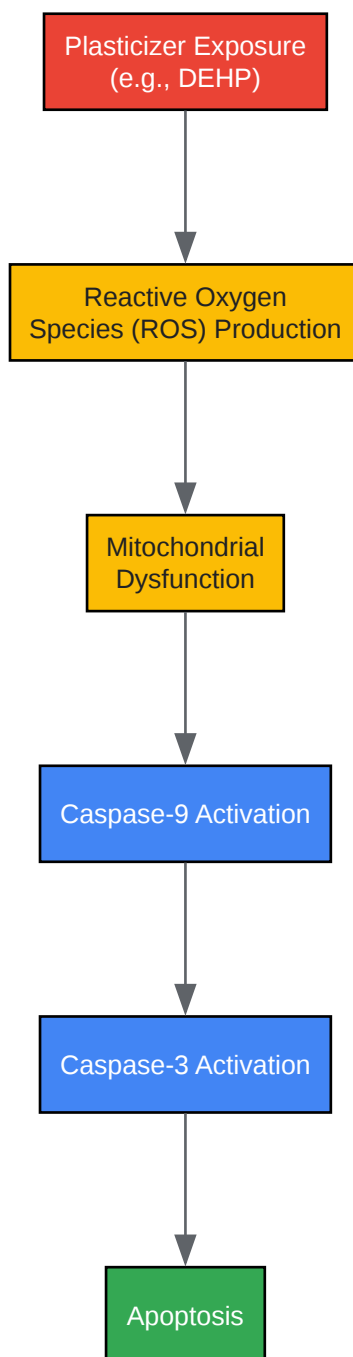 Plasticizer Exposure
(e.g., DEHP)
Reactive Oxygen
Species (ROS) Production
Mitochondrial
Dysfunction
Caspase-9 Activation
Caspase-3 Activation
Apoptosis